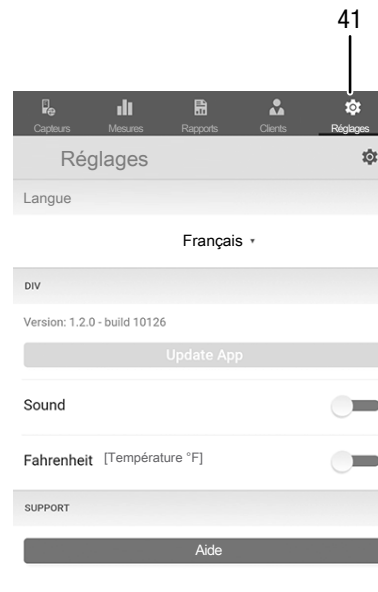 41
Capteurs Mesures Rapports Clients Réglages
Réglages
Langue
Français
DIV
Version: 1.2.0 - build 10126
Update App
Sound
Fahrenheit [Température °F]
SUPPORT
Aide